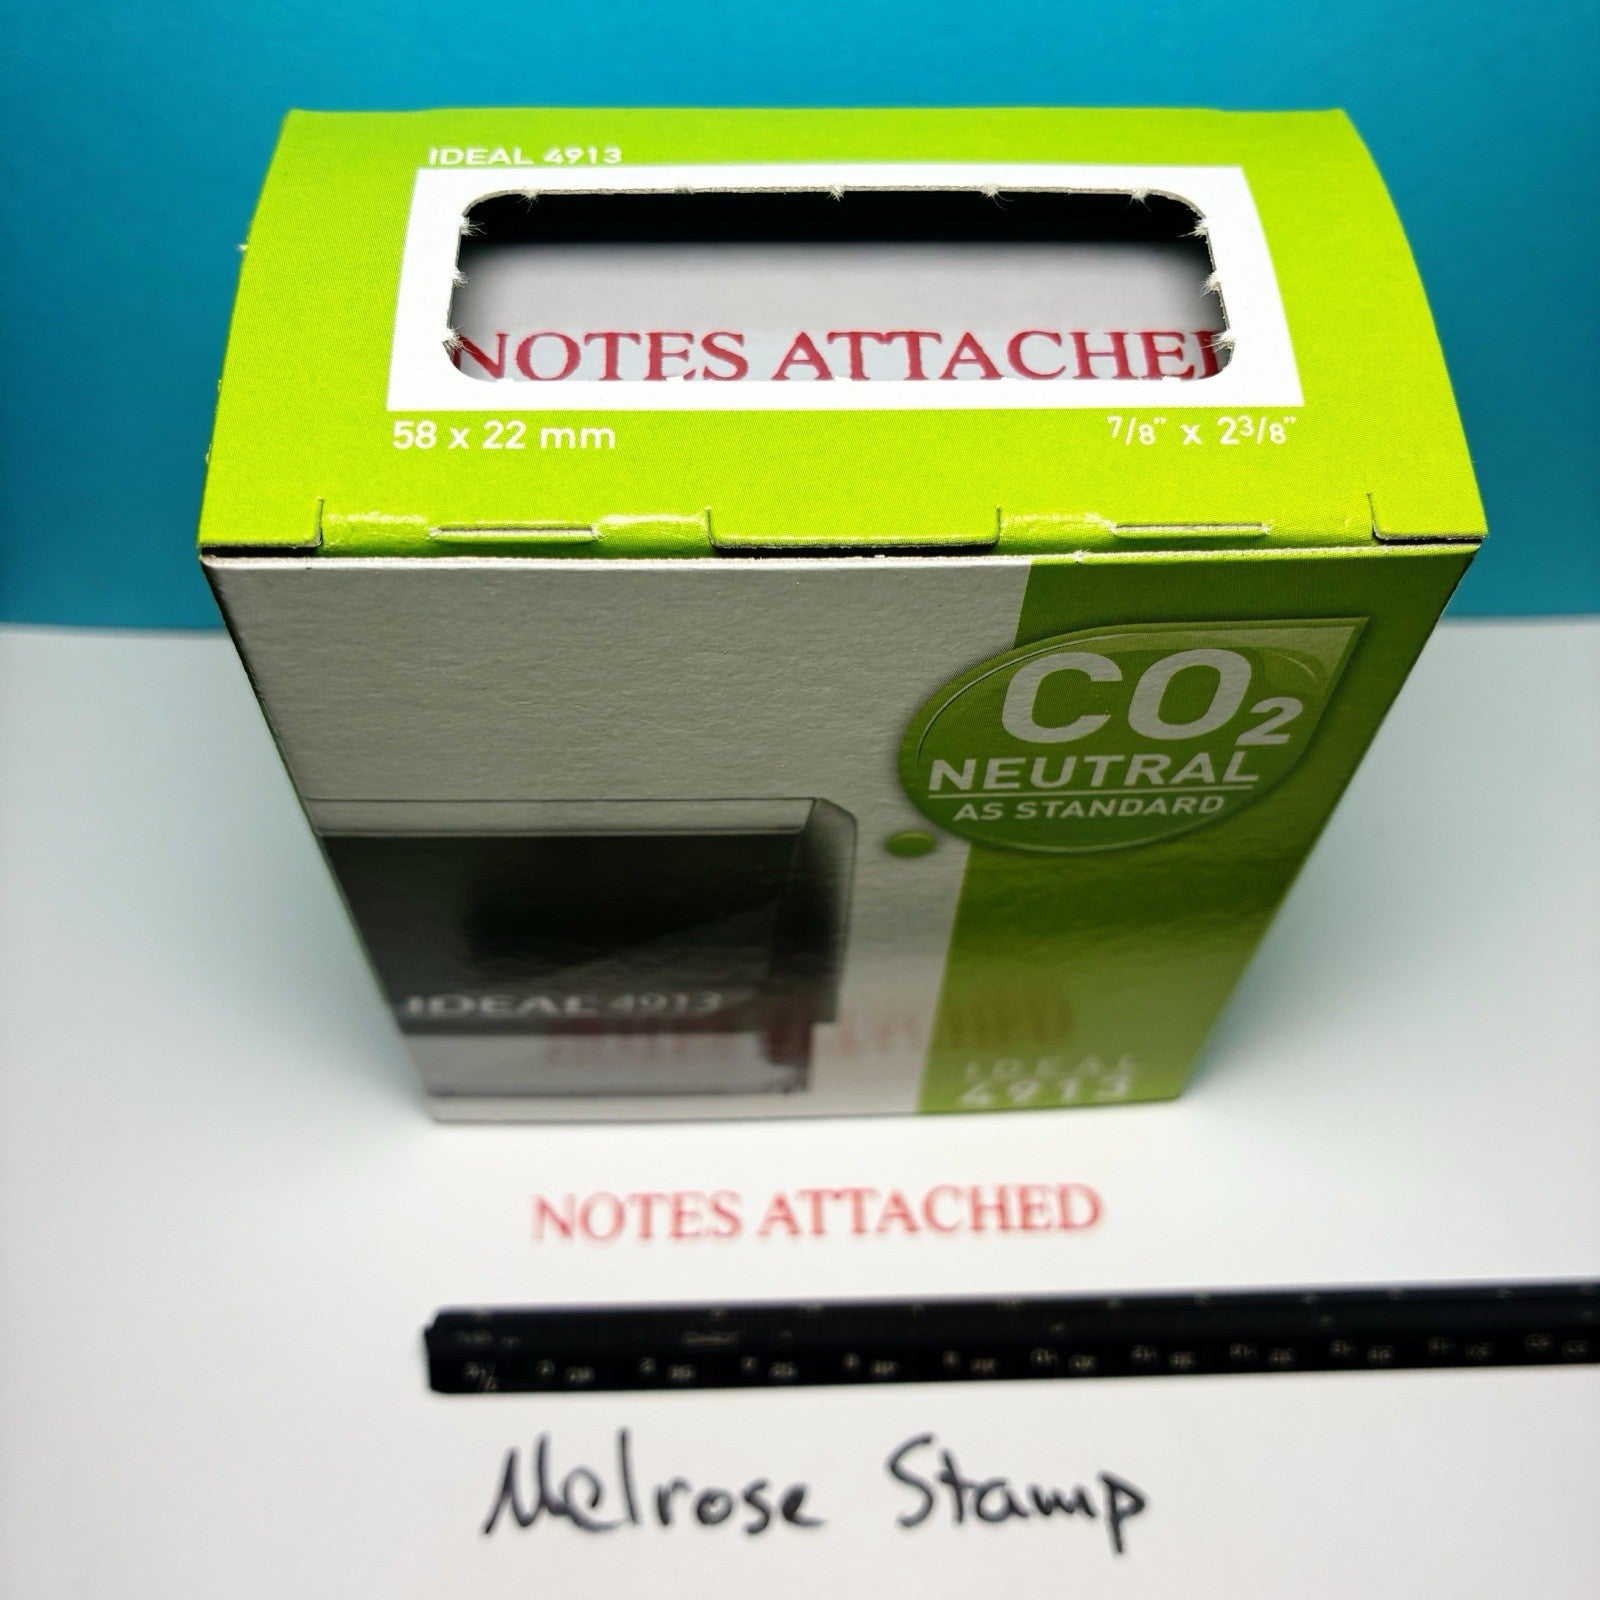 IDEAL 4913
NOTES ATTACHED
58 x 22 mm
7/8" x 2 3/8"
CO2
NEUTRAL
AS STANDARD
IDEAL 4913
IDEAL
4913
NOTES ATTACHED
Melrose Stamp